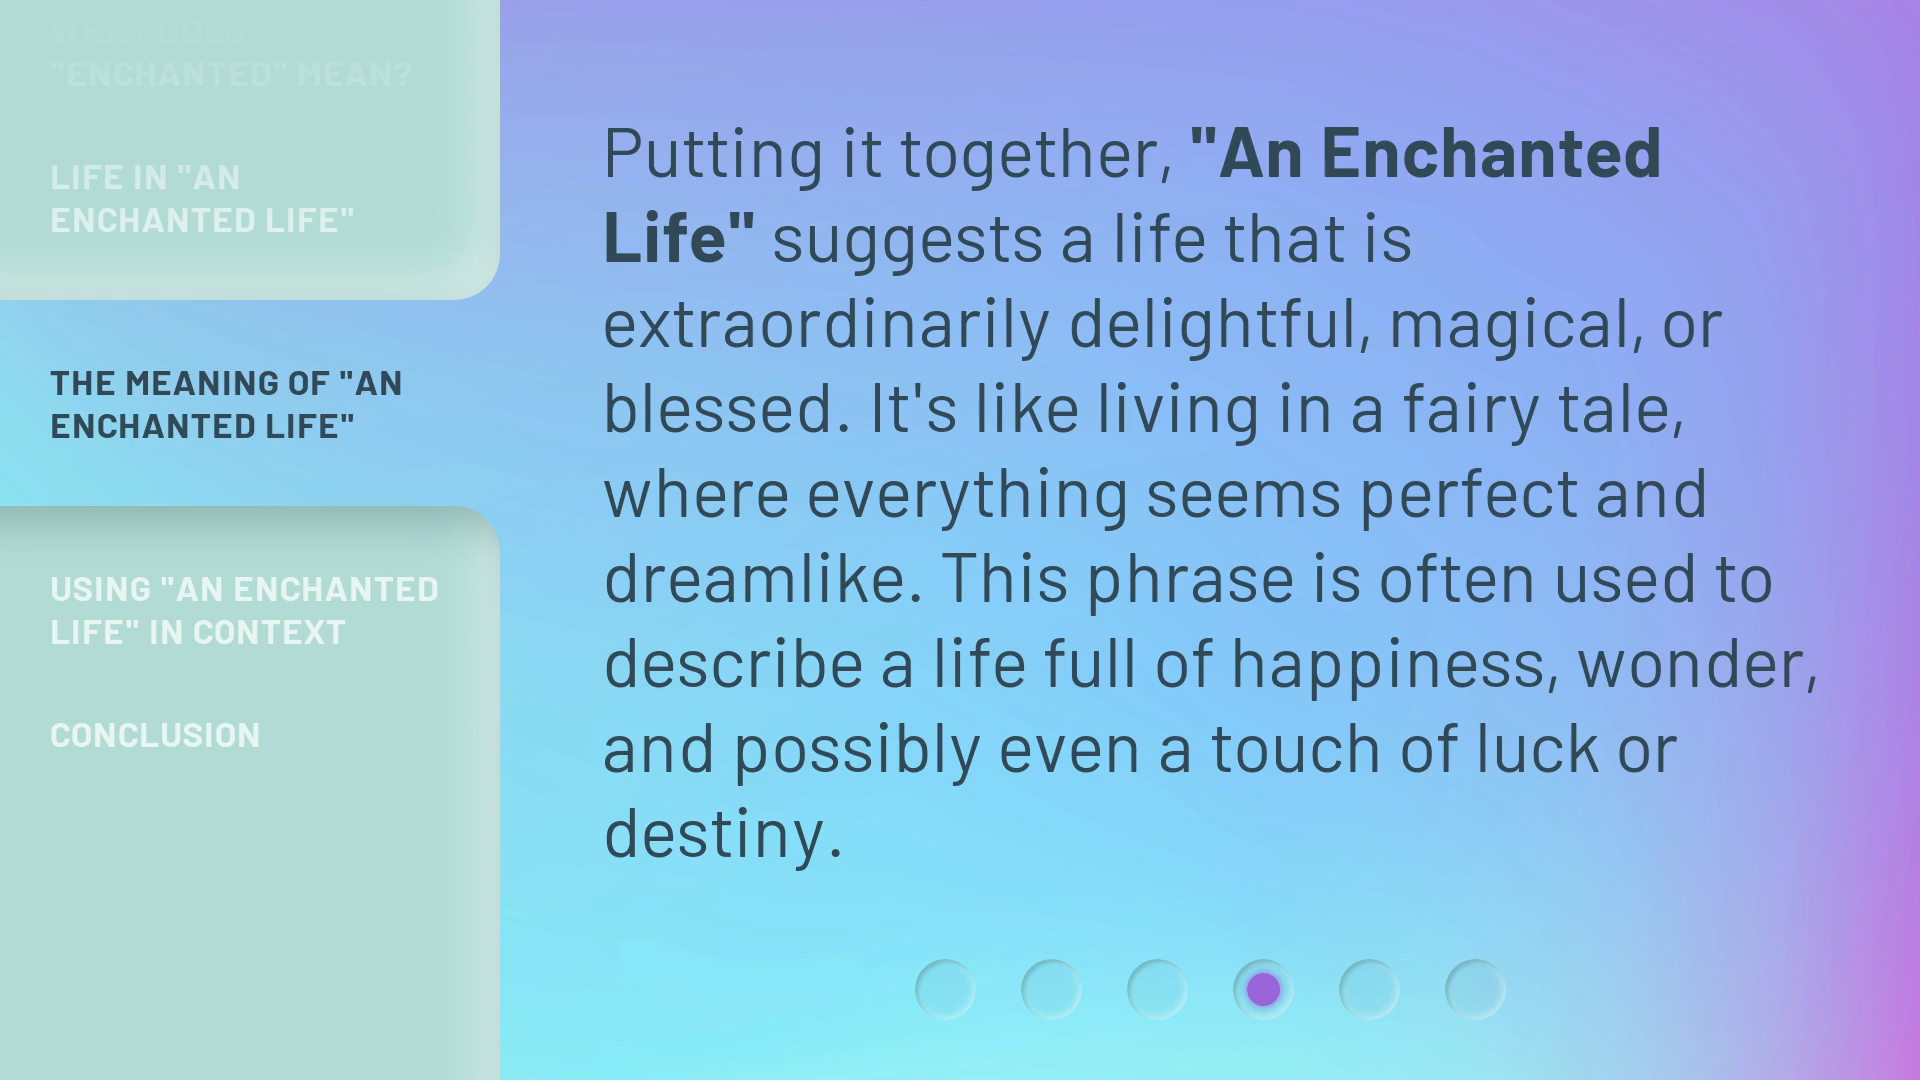 WHAT DOES
"ENCHANTED" MEAN?
LIFE IN "AN
ENCHANTED LIFE"
THE MEANING OF "AN
ENCHANTED LIFE"
USING "AN ENCHANTED
LIFE" IN CONTEXT
CONCLUSION
Putting it together, "An Enchanted
Life" suggests a life that is
extraordinarily delightful, magical, or
blessed. It's like living in a fairy tale,
where everything seems perfect and
dreamlike. This phrase is often used to
describe a life full of happiness, wonder,
and possibly even a touch of luck or
destiny.